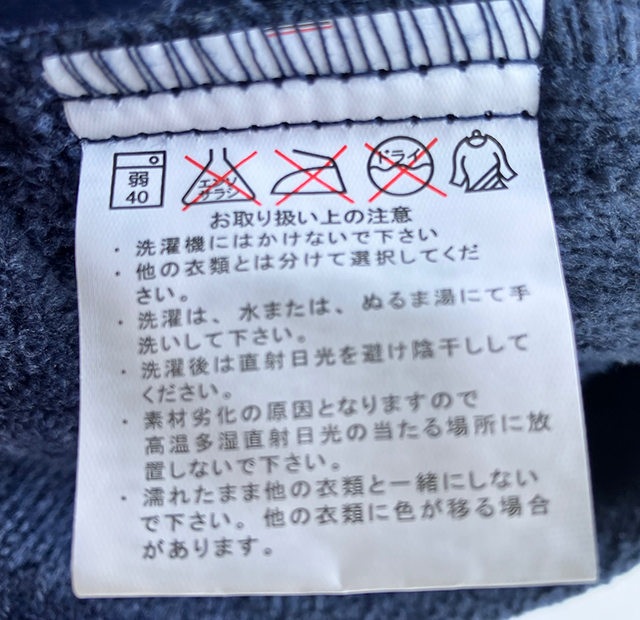 弱
40
エンソ
サラシ
ドライ
お取り扱い上の注意
・洗濯機にはかけないで下さい
・他の衣類とは分けて選択してくだ
さい。
・洗濯は、水または、ぬるま湯にて手
洗いして下さい。
・洗濯後は直射日光を避け陰干しして
ください。
・素材劣化の原因となりますので
高温多湿直射日光の当たる場所に放
置しないで下さい。
・濡れたまま他の衣類と一緒にしない
で下さい。他の衣類に色が移る場合
があります。